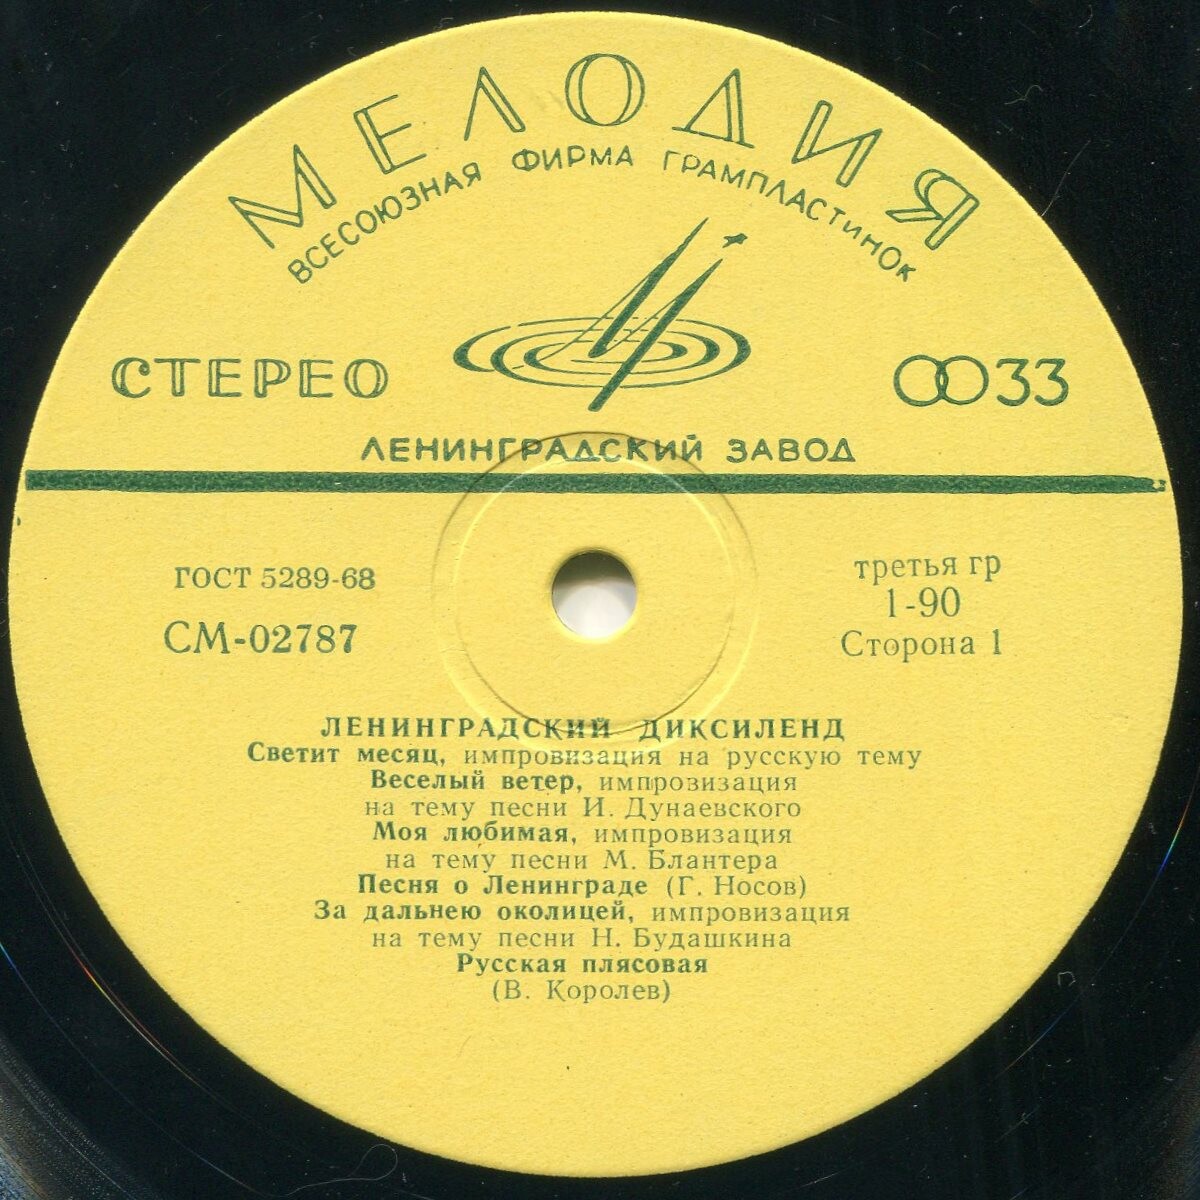 МЕЛОДИЯ
ВСЕСОЮЗНАЯ ФИРМА ГРАМПЛАСТИНОК
СТЕРЕО
33
ЛЕНИНГРАДСКИЙ ЗАВОД
ГОСТ 5289-68
третья гр
СМ-02787
1-90
Сторона 1
ЛЕНИНГРАДСКИЙ ДИКСИЛЕНД
Светит месяц, импровизация на русскую тему
Веселый ветер, импровизация
на тему песни И. Дунаевского
Моя любимая, импровизация
на тему песни М. Блантера
Песня о Ленинграде (Г. Носов)
За дальнею околицей, импровизация
на тему песни Н. Будашкина
Русская плясовая
(В. Королев)